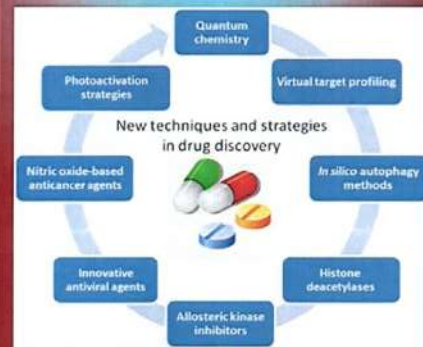 Quantum
chemistry
Virtual target profiling
In silico autophagy
methods
Histone
deacetylases
Allosteric kinase
inhibitors
Innovative
antiviral agents
Nitric oxide-based
anticancer agents
Photoactivation
strategies
New techniques and strategies
in drug discovery